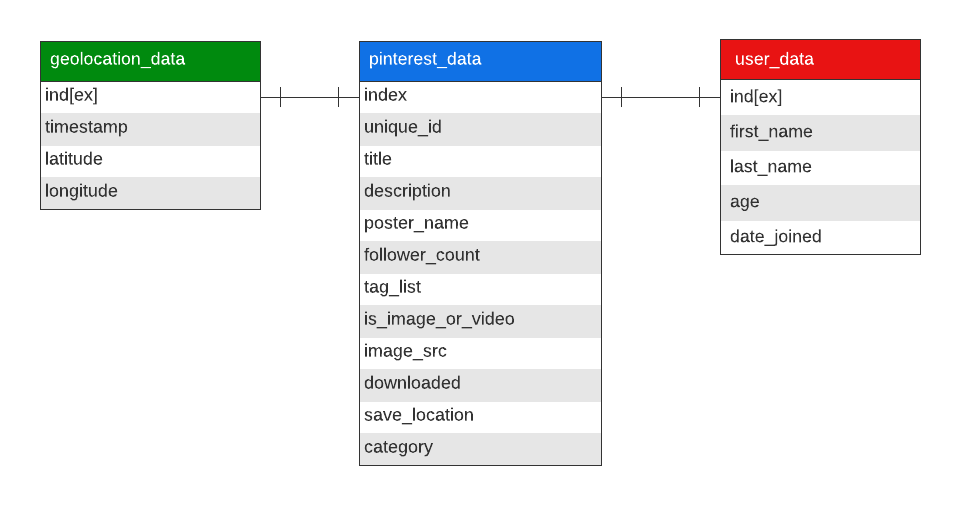 geolocation_data
ind[ex]
timestamp
latitude
longitude
pinterest_data
index
unique_id
title
description
poster_name
follower_count
tag_list
is_image_or_video
image_src
downloaded
save_location
category
user_data
ind[ex]
first_name
last_name
age
date_joined